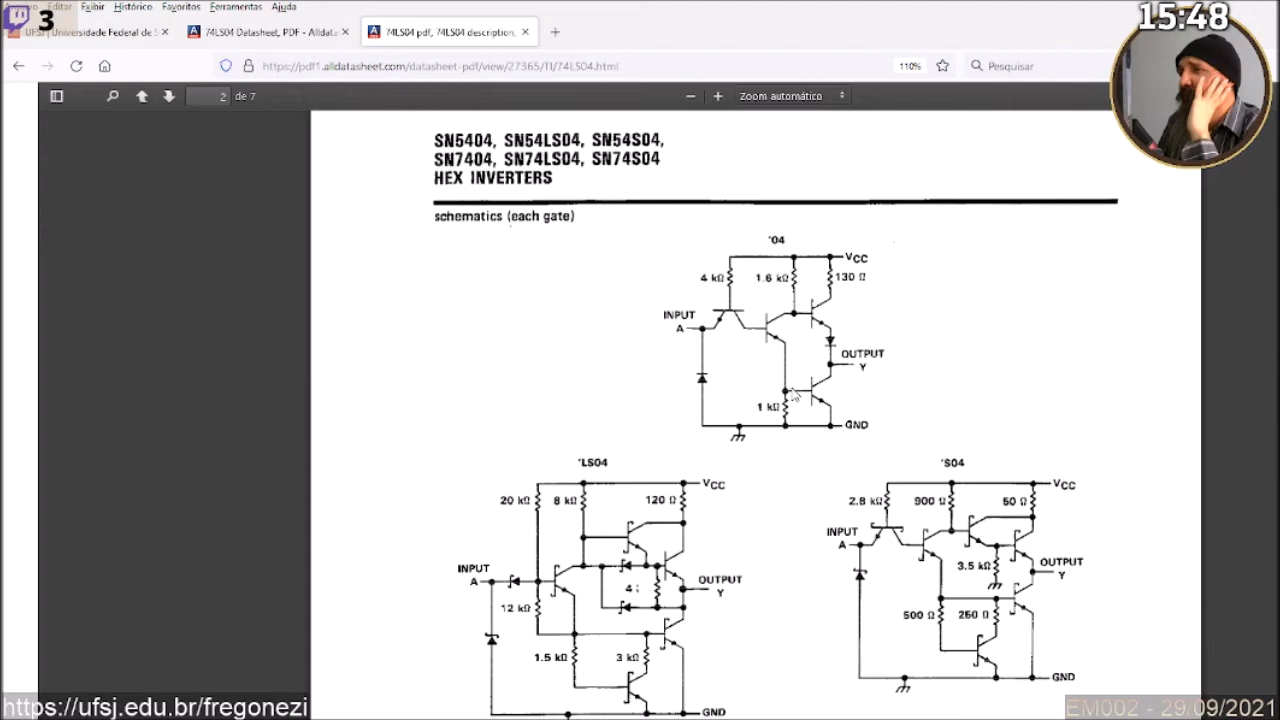 Editar Exibir Histórico Favoritos Ferramentas Ajuda
3
15:48
UFSJ | Universidade Federal de S
74LS04 Datasheet, PDF - Alldata
74LS04 pdf, 74LS04 description,
https://pdf1.alldatasheet.com/datasheet-pdf/view/27365/TI/74LS04.html
110%
Pesquisar
2 de 7
Zoom automático
SN5404, SN54LS04, SN54S04,
SN7404, SN74LS04, SN74S04
HEX INVERTERS
schematics (each gate)
'04
VCC
4 kΩ
1.6 kΩ
130 Ω
INPUT
A
OUTPUT
Y
1 kΩ
GND
'LS04
VCC
20 kΩ
8 kΩ
120 Ω
INPUT
A
OUTPUT
Y
12 kΩ
1.5 kΩ
3 kΩ
GND
'S04
VCC
2.8 kΩ
900 Ω
50 Ω
INPUT
A
OUTPUT
Y
3.5 kΩ
500 Ω
250 Ω
GND
https://ufsj.edu.br/fregonezi
EM002 - 29/09/2021